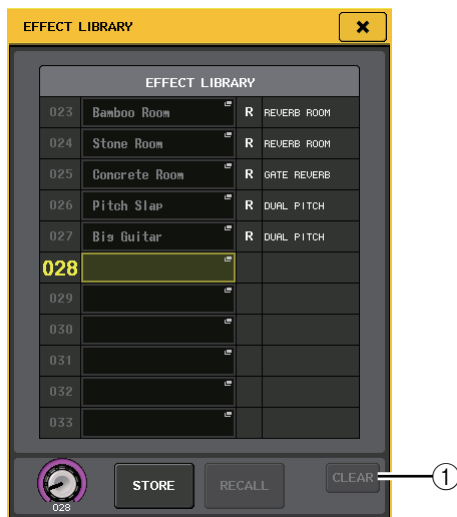 EFFECT LIBRARY
EFFECT LIBRARY
023 Bamboo Room R REVERB ROOM
024 Stone Room R REVERB ROOM
025 Concrete Room R GATE REVERB
026 Pitch Slap R DUAL PITCH
027 Big Guitar R DUAL PITCH
028
029
030
031
032
033
028 STORE RECALL CLEAR 1